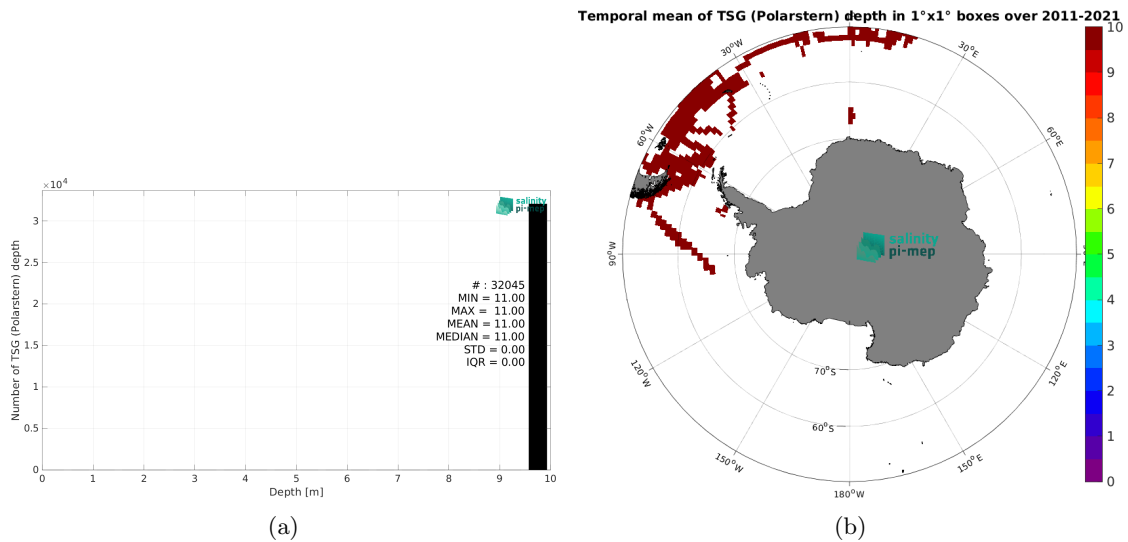 ×10⁴
3
2.5
2
1.5
1
0.5
0
Number of TSG (Polarstern) depth
0 1 2 3 4 5 6 7 8 9 10
Depth [m]
salinity
pi-mep
# : 32045
MIN = 11.00
MAX = 11.00
MEAN = 11.00
MEDIAN = 11.00
STD = 0.00
IQR = 0.00
(a)
Temporal mean of TSG (Polarstern) depth in 1°x1° boxes over 2011-2021
30°W
30°E
60°W
60°E
90°W
salinity
pi-mep
120°W
120°E
70°S
60°S
150°W
150°E
180°W
10
9
8
7
6
5
4
3
2
1
0
(b)